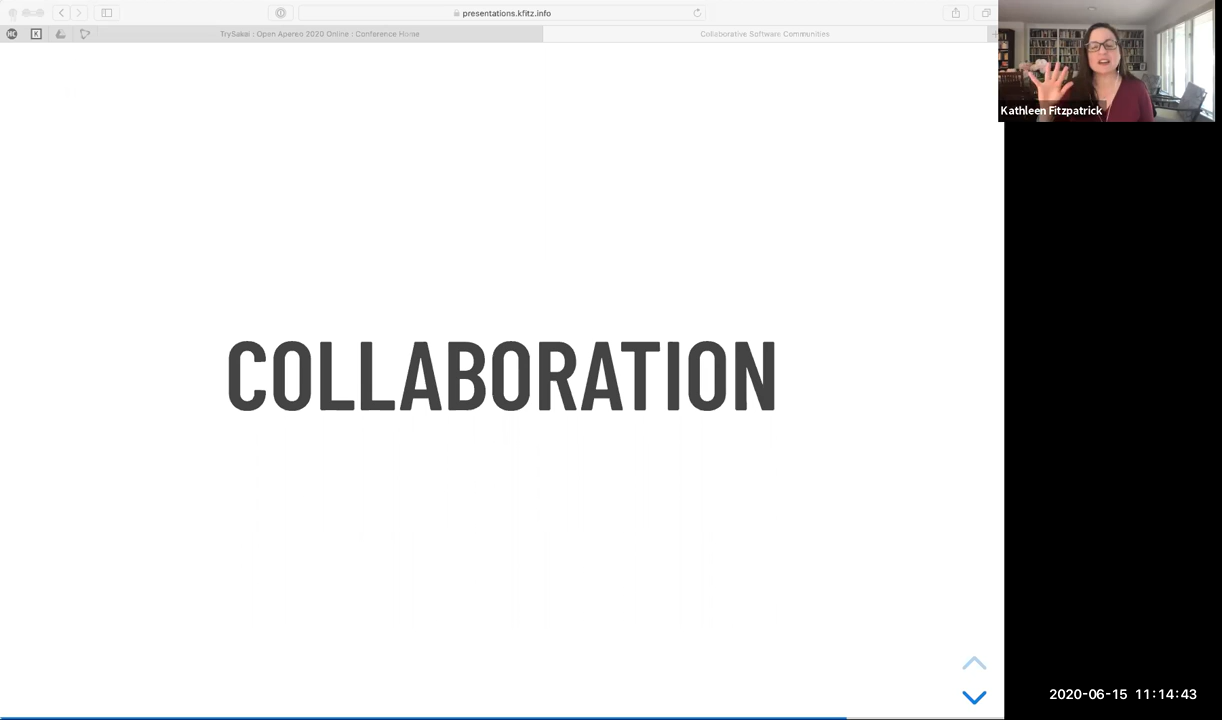 presentations.kfitz.info
TrySakai : Open Apereo 2020 Online : Conference Home
Collaborative Software Communities
Kathleen Fitzpatrick
COLLABORATION
2020-06-15 11:14:43